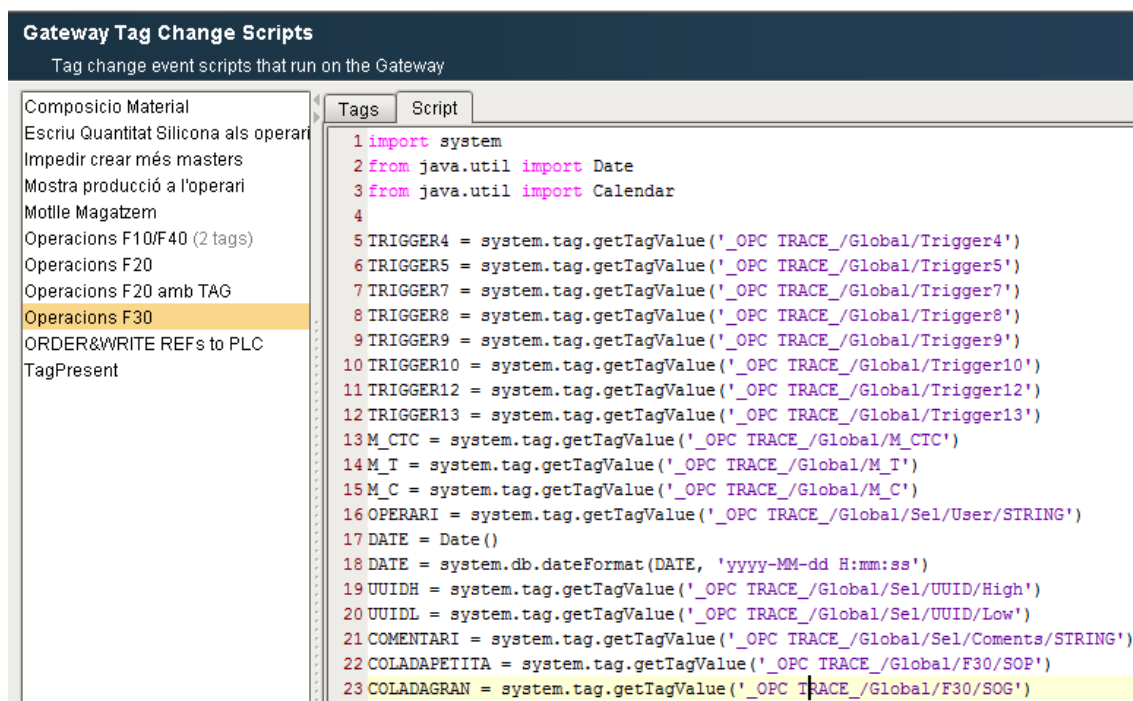 Gateway Tag Change Scripts
Tag change event scripts that run on the Gateway
Composicio Material
Escriu Quantitat Silicona als operari
Impedir crear més masters
Mostra producció a l'operari
Motlle Magatzem
Operacions F10/F40 (2 tags)
Operacions F20
Operacions F20 amb TAG
Operacions F30
ORDER&WRITE REFs to PLC
TagPresent
Tags Script
1 import system
2 from java.util import Date
3 from java.util import Calendar
4
5 TRIGGER4 = system.tag.getTagValue('_OPC TRACE_/Global/Trigger4')
6 TRIGGER5 = system.tag.getTagValue('_OPC TRACE_/Global/Trigger5')
7 TRIGGER7 = system.tag.getTagValue('_OPC TRACE_/Global/Trigger7')
8 TRIGGER8 = system.tag.getTagValue('_OPC TRACE_/Global/Trigger8')
9 TRIGGER9 = system.tag.getTagValue('_OPC TRACE_/Global/Trigger9')
10 TRIGGER10 = system.tag.getTagValue('_OPC TRACE_/Global/Trigger10')
11 TRIGGER12 = system.tag.getTagValue('_OPC TRACE_/Global/Trigger12')
12 TRIGGER13 = system.tag.getTagValue('_OPC TRACE_/Global/Trigger13')
13 M_CTC = system.tag.getTagValue('_OPC TRACE_/Global/M_CTC')
14 M_T = system.tag.getTagValue('_OPC TRACE_/Global/M_T')
15 M_C = system.tag.getTagValue('_OPC TRACE_/Global/M_C')
16 OPERARI = system.tag.getTagValue('_OPC TRACE_/Global/Sel/User/STRING')
17 DATE = Date()
18 DATE = system.db.dateFormat(DATE, 'yyyy-MM-dd H:mm:ss')
19 UUIDH = system.tag.getTagValue('_OPC TRACE_/Global/Sel/UUID/High')
20 UUIDL = system.tag.getTagValue('_OPC TRACE_/Global/Sel/UUID/Low')
21 COMENTARI = system.tag.getTagValue('_OPC TRACE_/Global/Sel/Coments/STRING')
22 COLADAPETITA = system.tag.getTagValue('_OPC TRACE_/Global/F30/SOP')
23 COLADAGRAN = system.tag.getTagValue('_OPC TRACE_/Global/F30/SOG')